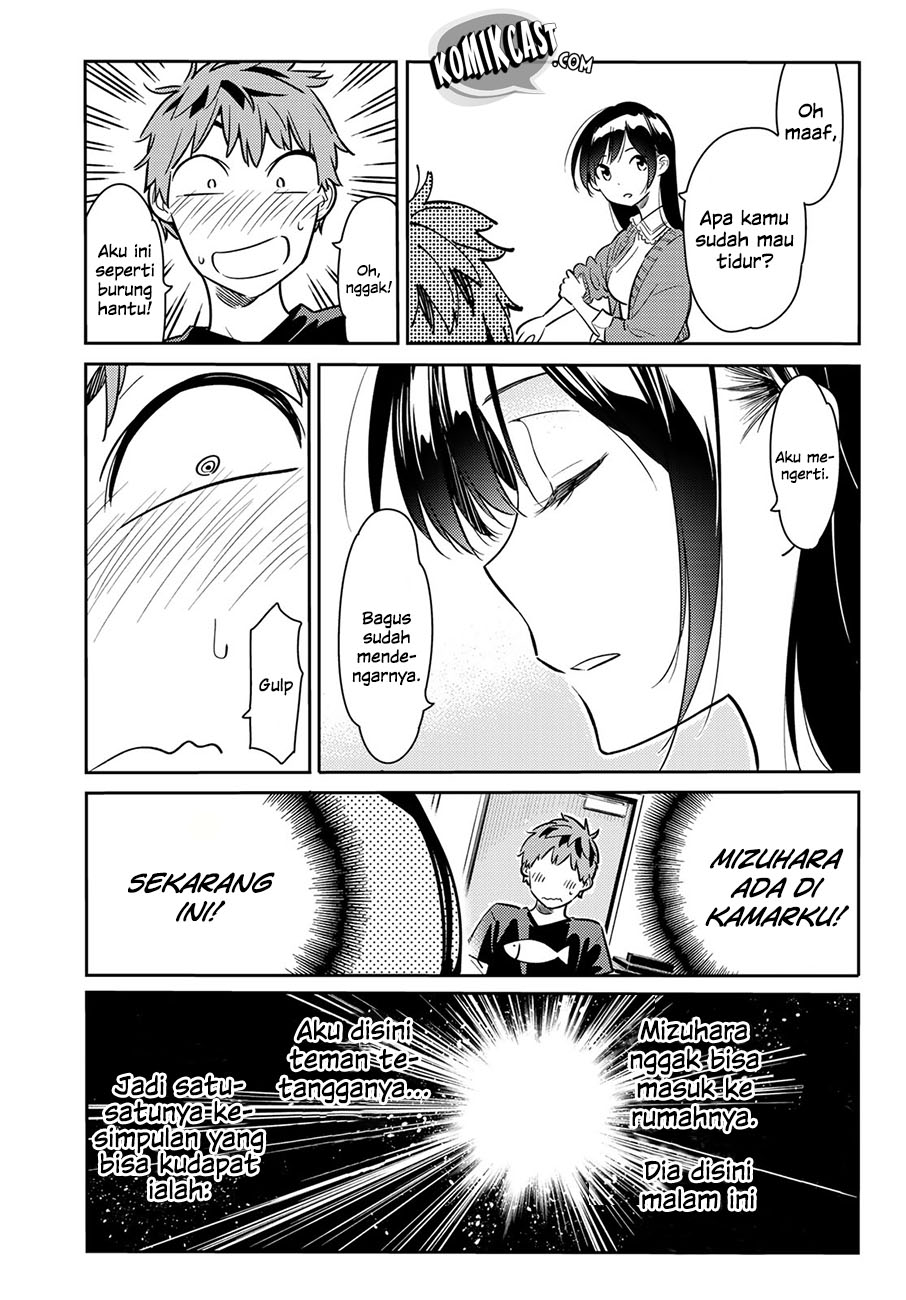 KOMIKCAST
.COM
Oh
maaf,
Apa kamu
sudah mau
tidur?
Oh,
nggak!
Aku ini
seperti
burung
hantu!
Aku me-
ngerti.
Bagus
sudah
mende-
ngarnya.
Gulp
MIZUHARA
ADA DI
KAMARKU!
SEKARANG
INI!
Mizuhara
nggak bisa
masuk ke
rumahnya.
Dia disini
malam ini
Aku disini
teman te-
tangganya...
Jadi satu-
satunya ke-
simpulan yang
bisa kudapat
ialah: